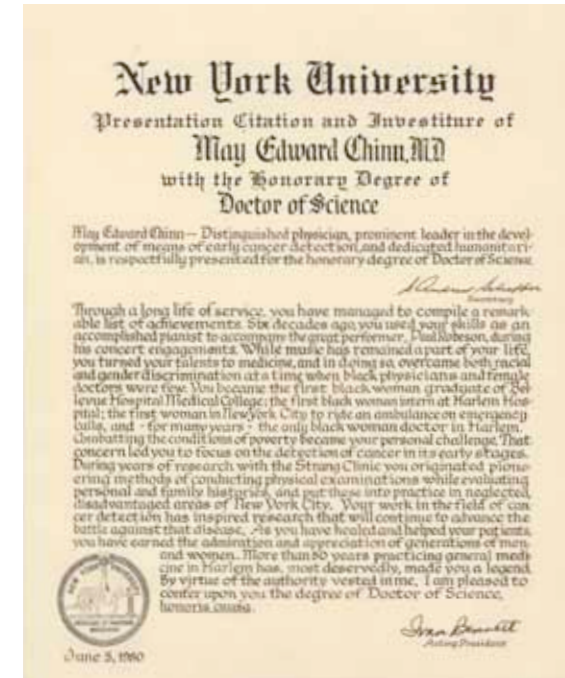 New York University
Presentation Citation and Investiture of
May Edward Chinn, M.D.
with the Honorary Degree of
Doctor of Science
May Edward Chinn — Distinguished physician, prominent leader in the devel-
opment of means of early cancer detection, and dedicated humanitari-
an, is respectfully presented for the honorary degree of Doctor of Science.
Secretary
Through a long life of service, you have managed to compile a remark-
able list of achievements. Six decades ago, you used your skills as an
accomplished pianist to accompany the great performer, Paul Robeson, during
his concert engagements. While music has remained a part of your life,
you turned your talents to medicine, and in doing so, overcame both racial
and gender discrimination at a time when black physicians and female
doctors were few. You became the first black woman graduate of Bel-
levue Hospital Medical College; the first black woman intern at Harlem Hos-
pital; the first woman in New York City to ride an ambulance on emergency
calls, and - for many years - the only black woman doctor in Harlem.
Combatting the conditions of poverty became your personal challenge. That
concern led you to focus on the detection of cancer in its early stages.
During years of research with the Strang Clinic you originated pione-
ering methods of conducting physical examinations while evaluating
personal and family histories, and put these into practice in neglected,
disadvantaged areas of New York City. Your work in the field of can
cer detection has inspired research that will continue to advance the
battle against that disease. As you have healed and helped your patients,
you have earned the admiration and appreciation of generations of men
and women. More than 50 years practicing general medi
cine in Harlem has, most deservedly, made you a legend.
By virtue of the authority vested in me, I am pleased to
confer upon you the degree of Doctor of Science,
honoris causa.
Ivan Bennett
Acting President
June 5, 1980